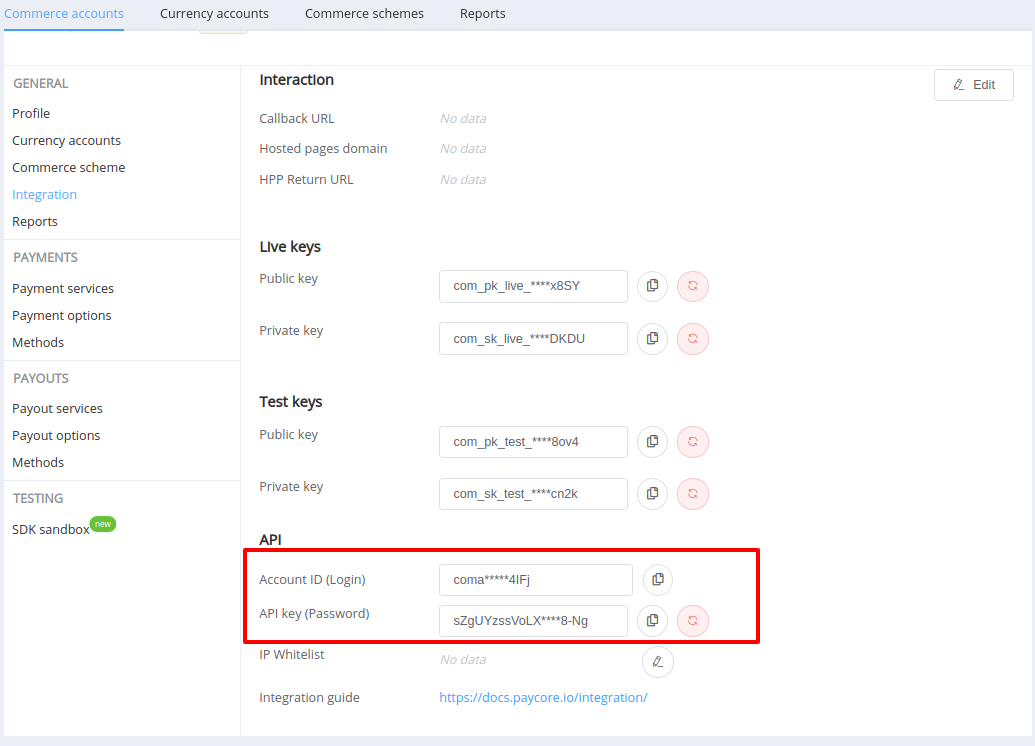 Commerce accounts Currency accounts Commerce schemes Reports
GENERAL
Profile
Currency accounts
Commerce scheme
Integration
Reports
PAYMENTS
Payment services
Payment options
Methods
PAYOUTS
Payout services
Payout options
Methods
TESTING
SDK sandbox new
Interaction
Edit
Callback URL No data
Hosted pages domain No data
HPP Return URL No data
LIve keys
Public key com_pk_live_****x8SY
Private key com_sk_live_****DKDU
Test keys
Public key com_pk_test_****8ov4
Private key com_sk_test_****cn2k
API
Account ID (Login) coma*****4IFj
API key (Password) sZgUYzssVoLX****8-Ng
IP Whitelist No data
Integration guide https://docs.paycore.io/integration/